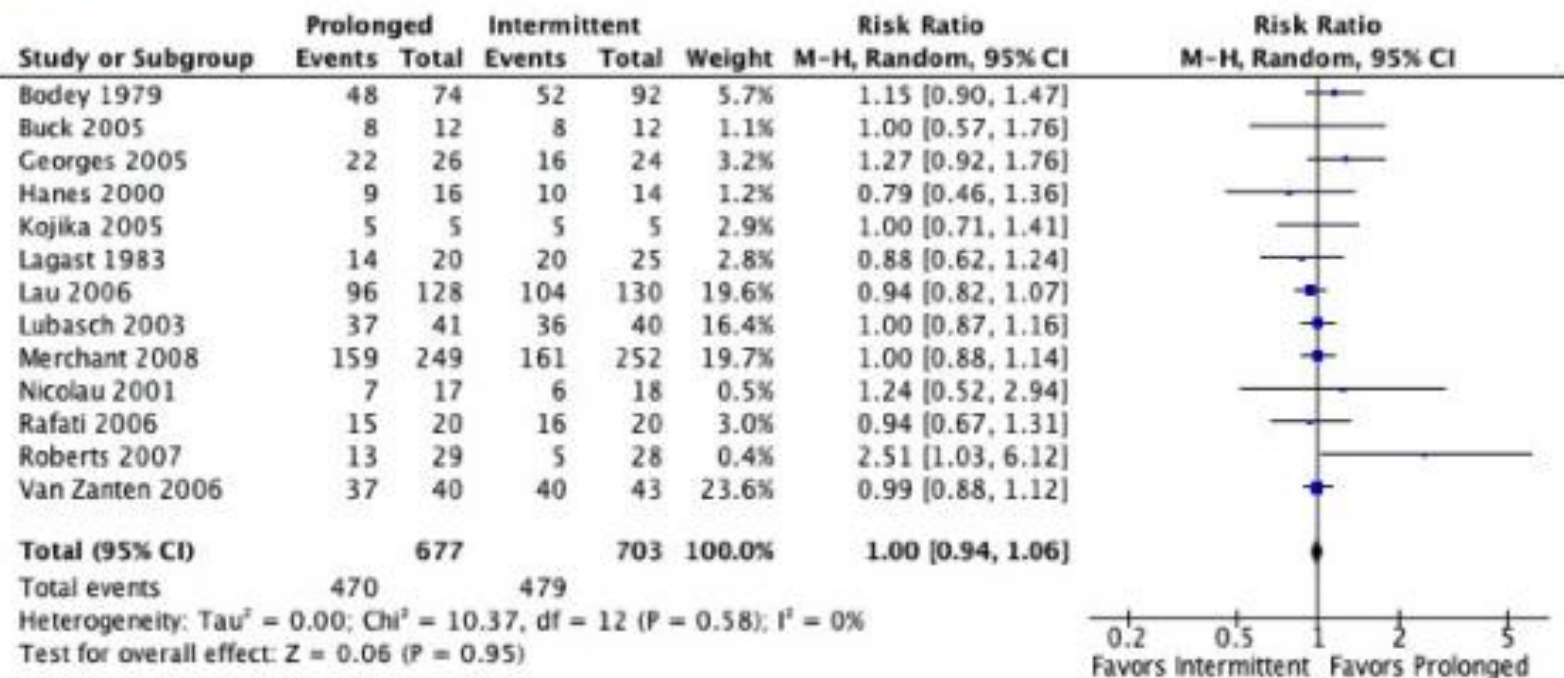 Prolonged Intermittent Risk Ratio Risk Ratio
Study or Subgroup Events Total Events Total Weight M-H, Random, 95% CI M-H, Random, 95% CI
Bodey 1979 48 74 52 92 5.7% 1.15 [0.90, 1.47]
Buck 2005 8 12 8 12 1.1% 1.00 [0.57, 1.76]
Georges 2005 22 26 16 24 3.2% 1.27 [0.92, 1.76]
Hanes 2000 9 16 10 14 1.2% 0.79 [0.46, 1.36]
Kojika 2005 5 5 5 5 2.9% 1.00 [0.71, 1.41]
Lagast 1983 14 20 20 25 2.8% 0.88 [0.62, 1.24]
Lau 2006 96 128 104 130 19.6% 0.94 [0.82, 1.07]
Lubasch 2003 37 41 36 40 16.4% 1.00 [0.87, 1.16]
Merchant 2008 159 249 161 252 19.7% 1.00 [0.88, 1.14]
Nicolau 2001 7 17 6 18 0.5% 1.24 [0.52, 2.94]
Rafati 2006 15 20 16 20 3.0% 0.94 [0.67, 1.31]
Roberts 2007 13 29 5 28 0.4% 2.51 [1.03, 6.12]
Van Zanten 2006 37 40 40 43 23.6% 0.99 [0.88, 1.12]
Total (95% CI) 677 703 100.0% 1.00 [0.94, 1.06]
Total events 470 479
Heterogeneity: Tau² = 0.00; Chi² = 10.37, df = 12 (P = 0.58); I² = 0%
Test for overall effect: Z = 0.06 (P = 0.95)
0.2 0.5 1 2 5
Favors Intermittent Favors Prolonged